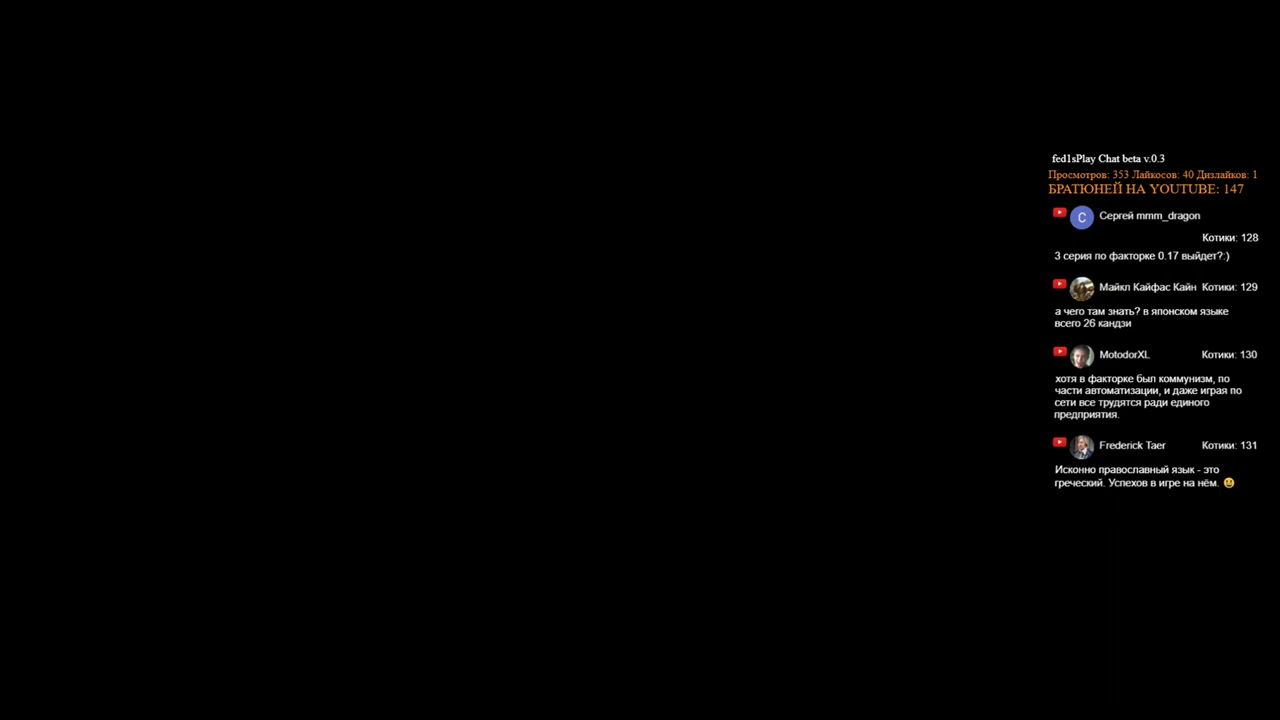 fed1sPlay Chat beta v.0.3
Просмотров: 353 Лайкосов: 40 Дизлайков: 1
БРАТЮНЕЙ НА YOUTUBE: 147
C Сергей mmm_dragon
Котики: 128
3 серия по факторке 0.17 выйдет?:)
Майкл Кайфас Кайн Котики: 129
а чего там знать? в японском языке
всего 26 кандзи
MotodorXL Котики: 130
хотя в факторке был коммунизм, по
части автоматизации, и даже играя по
сети все трудятся ради единого
предприятия.
Frederick Taer Котики: 131
Исконно православный язык - это
греческий. Успехов в игре на нём. 😃